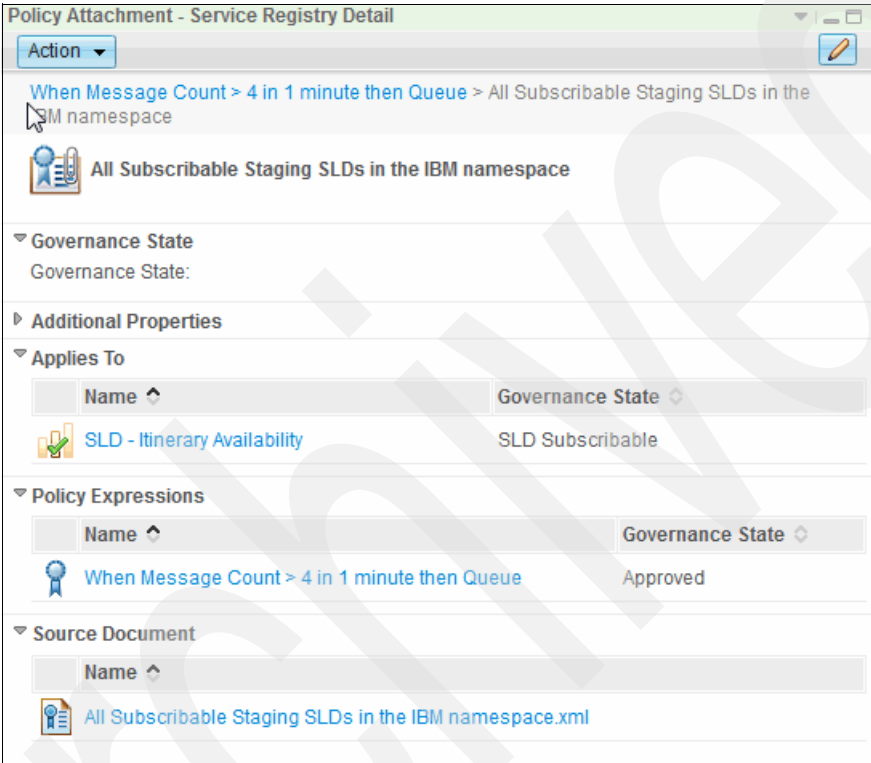 Policy Attachment - Service Registry Detail
Action
When Message Count > 4 in 1 minute then Queue > All Subscribable Staging SLDs in the
IBM namespace
All Subscribable Staging SLDs in the IBM namespace
Governance State
Governance State:
Additional Properties
Applies To
Name Governance State
SLD - Itinerary Availability SLD Subscribable
Policy Expressions
Name Governance State
When Message Count > 4 in 1 minute then Queue Approved
Source Document
Name
All Subscribable Staging SLDs in the IBM namespace.xml